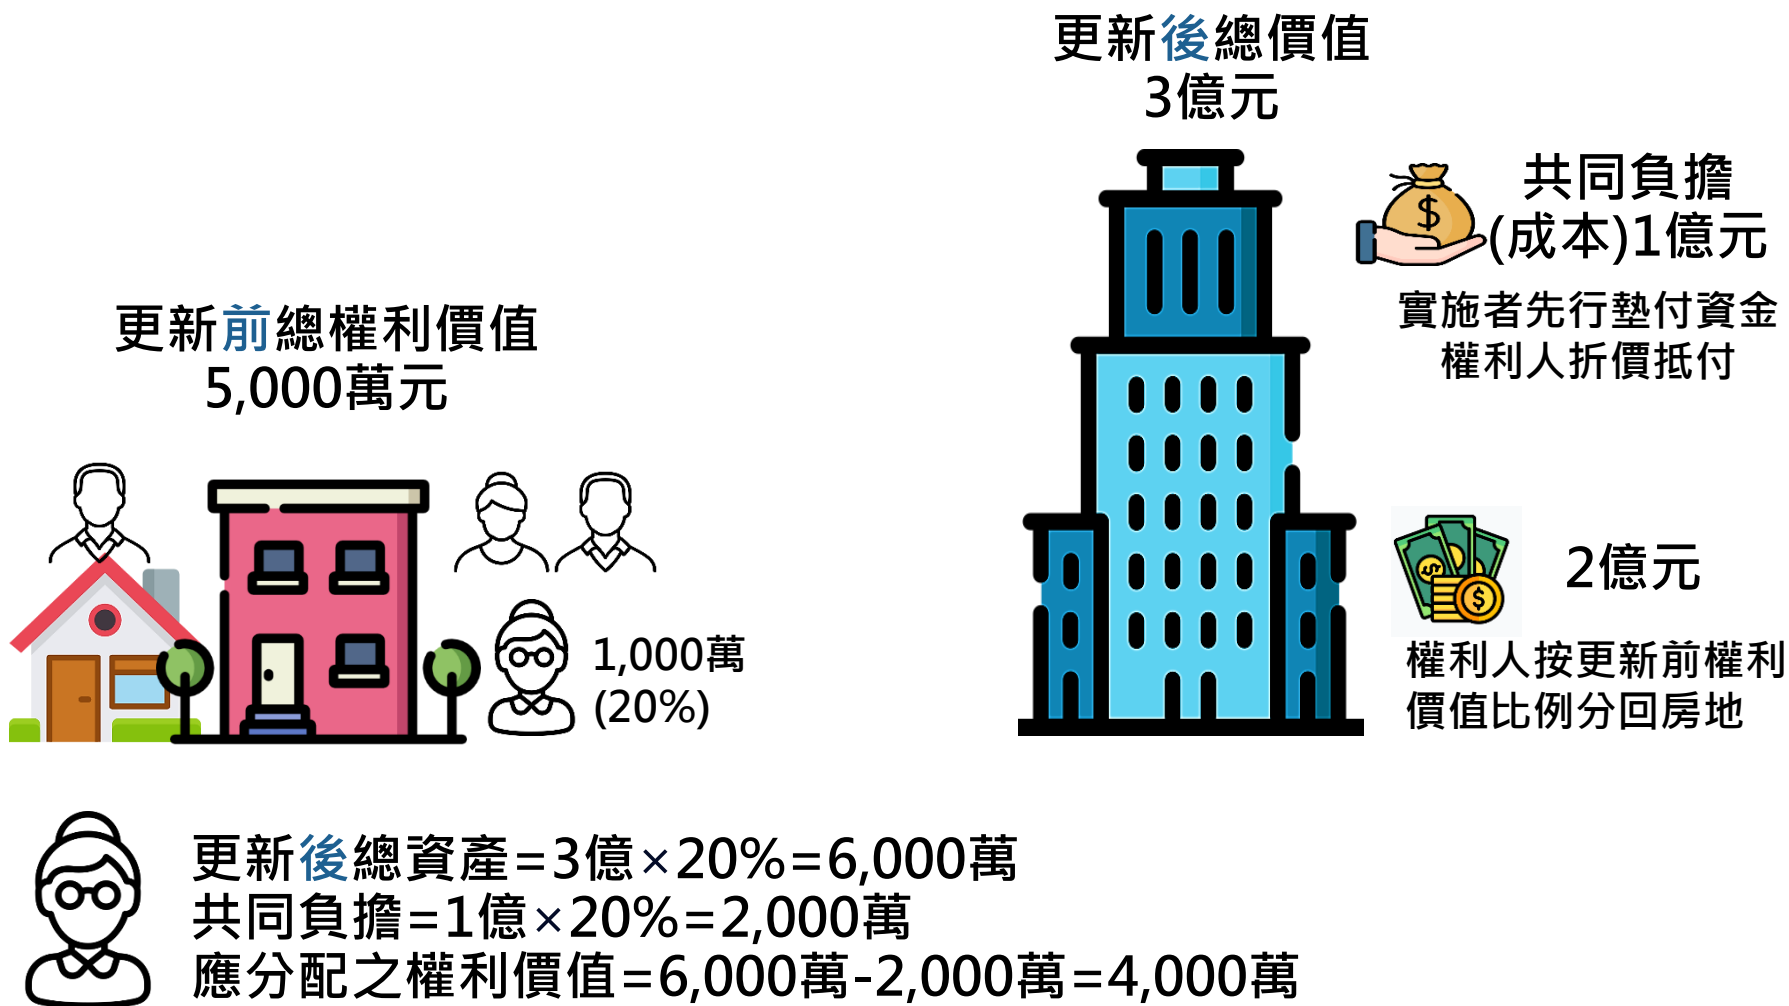 更新後總價值
3億元
共同負擔
(成本)1億元
實施者先行墊付資金
權利人折價抵付
更新前總權利價值
5,000萬元
2億元
權利人按更新前權利
價值比例分回房地
1,000萬
(20%)
更新後總資產=3億×20%=6,000萬
共同負擔=1億×20%=2,000萬
應分配之權利價值=6,000萬-2,000萬=4,000萬